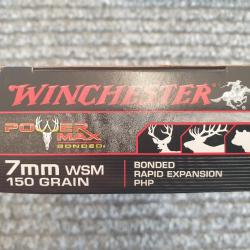 WINCHESTER
POWER
MAX
BONDED
7mm WSM
150 GRAIN
BONDED
RAPID EXPANSION
PHP